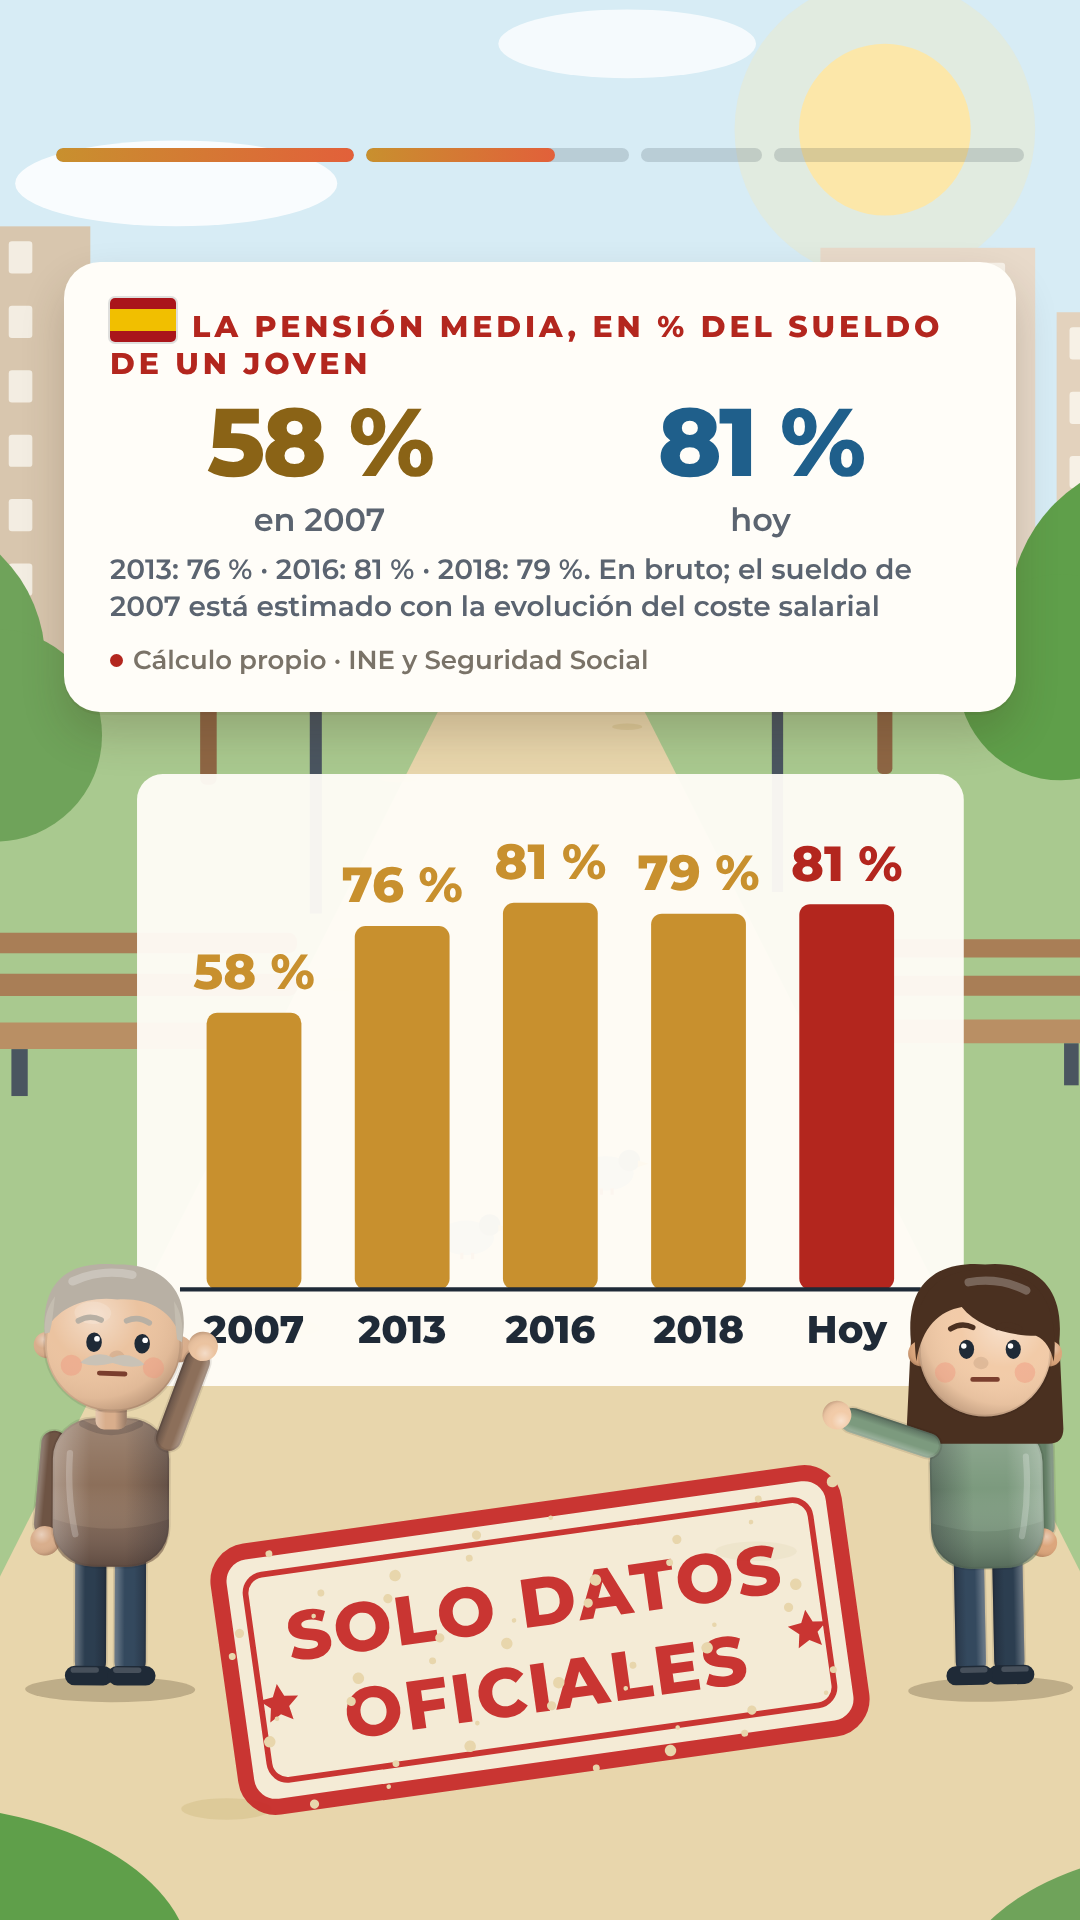 LA PENSIÓN MEDIA, EN % DEL SUELDO
DE UN JOVEN
58 %
81 %
en 2007
hoy
2013: 76 % · 2016: 81 % · 2018: 79 %. En bruto; el sueldo de
2007 está estimado con la evolución del coste salarial
Cálculo propio · INE y Seguridad Social
58 %
76 %
81 %
79 %
81 %
2007
2013
2016
2018
Hoy
SOLO DATOS
OFICIALES